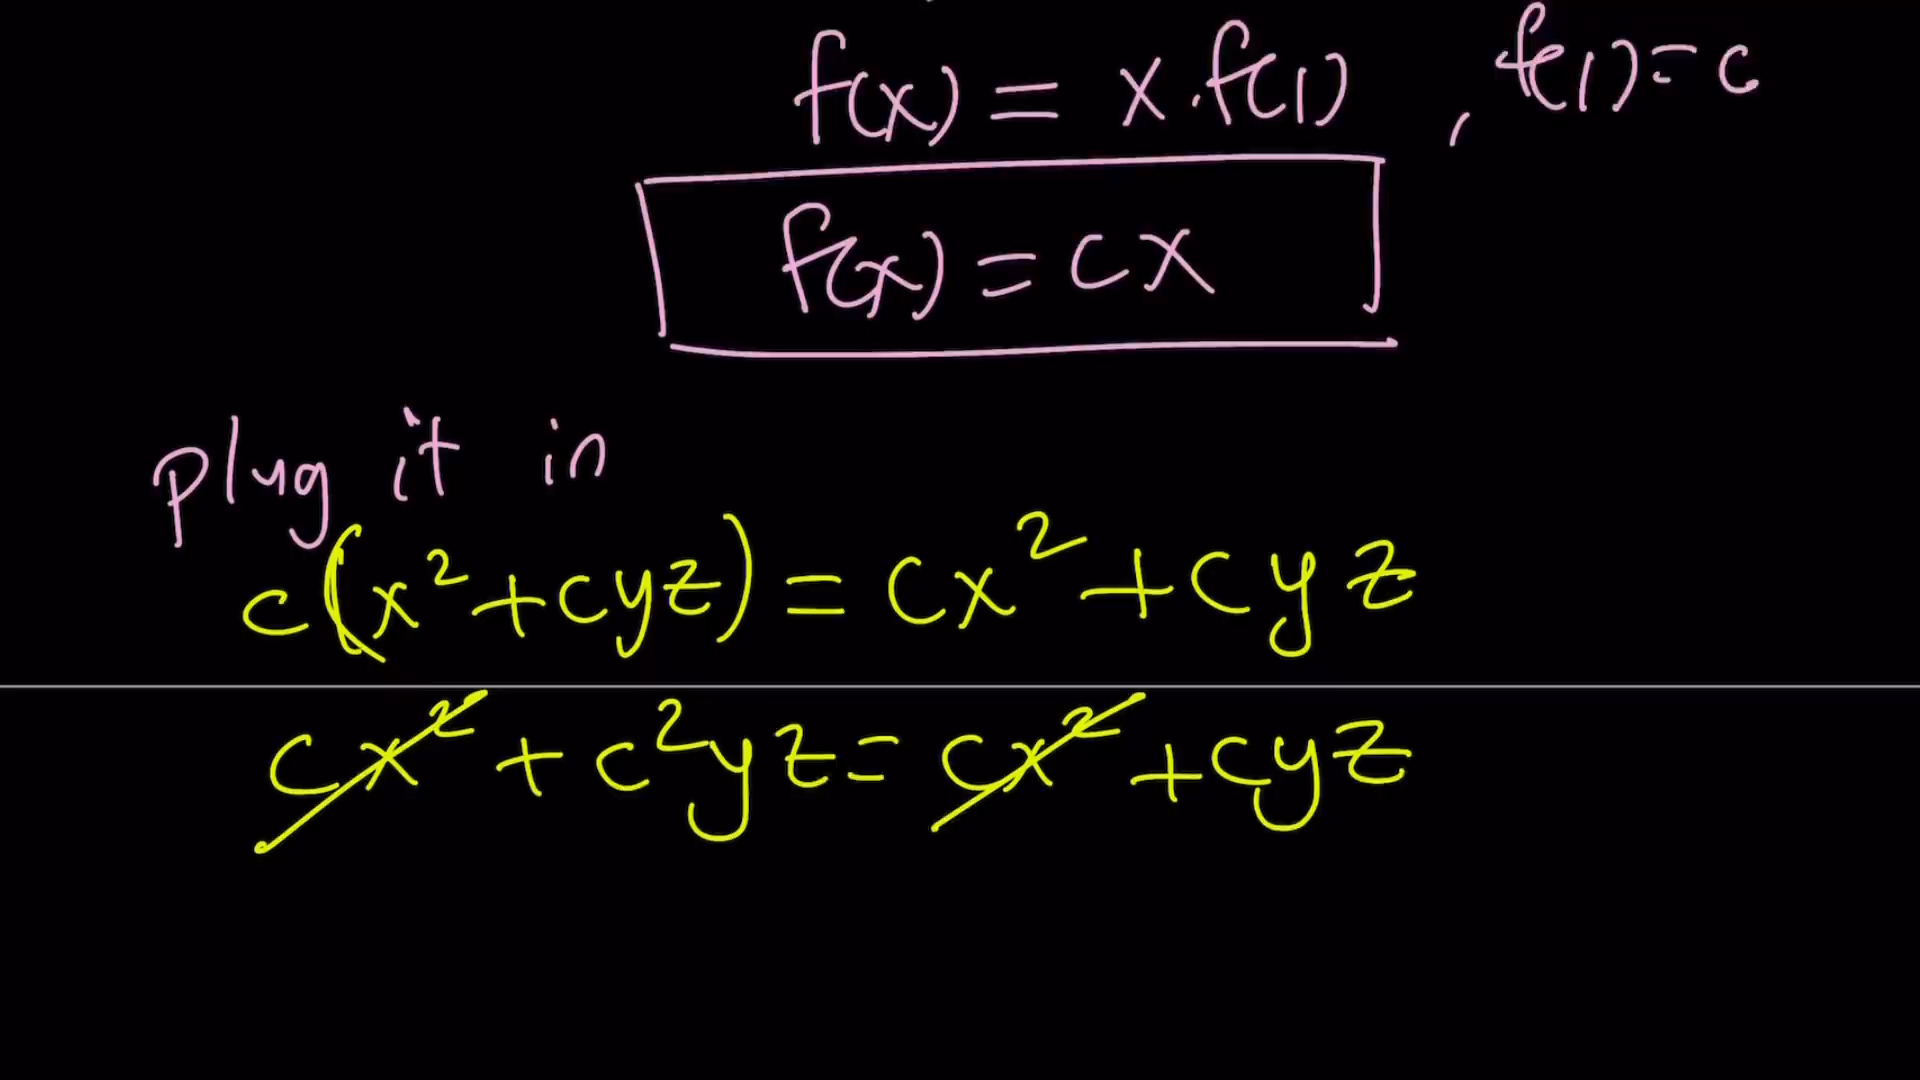 f(x) = x.f(1) , f(1) = c
f(x) = cx
plug it in
c(x²+cyz) = cx²+cyz
cx² + c²yz = cx² + cyz